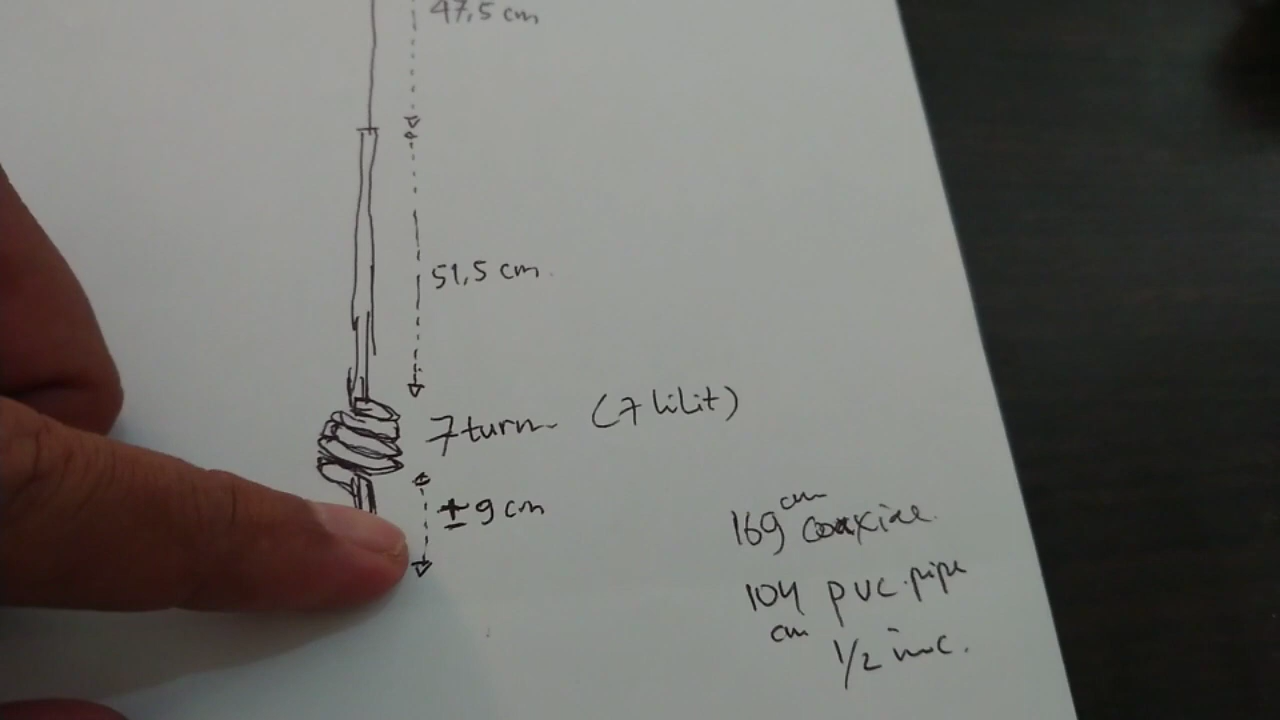 47,5 cm
51,5 cm.
7 turn (7 lilit)
± 9 cm
169 cm coaxial
104 cm pvc pipe
1/2 inc.